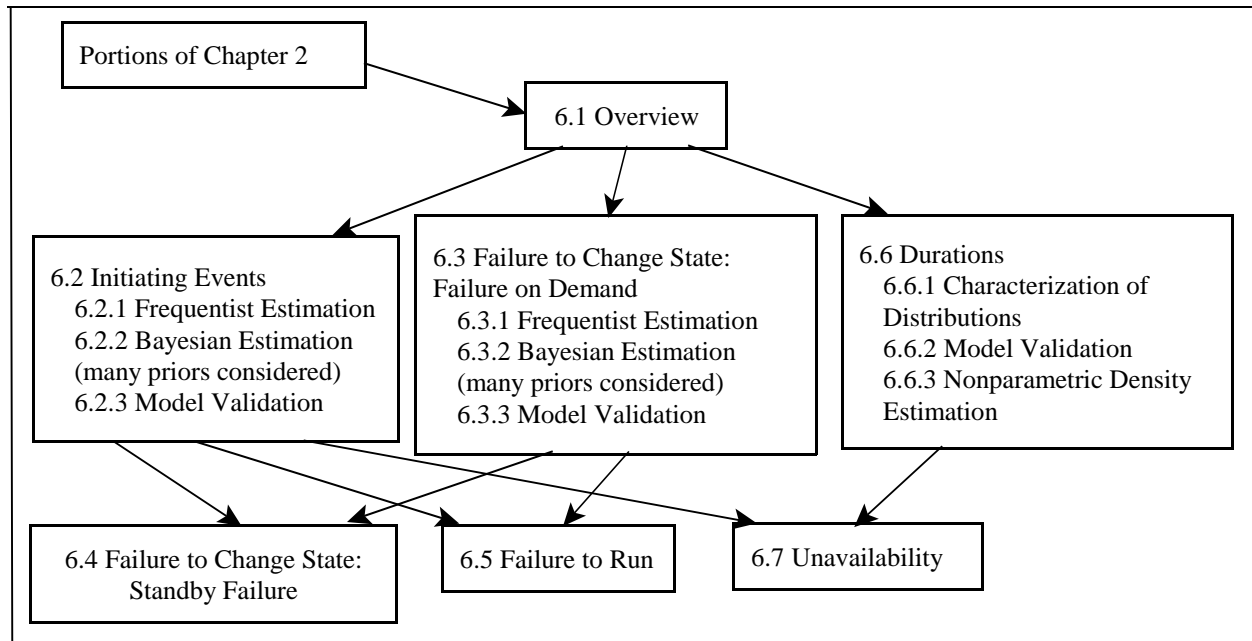 Portions of Chapter 2
6.1 Overview
6.2 Initiating Events
6.2.1 Frequentist Estimation
6.2.2 Bayesian Estimation
(many priors considered)
6.2.3 Model Validation
6.3 Failure to Change State:
Failure on Demand
6.3.1 Frequentist Estimation
6.3.2 Bayesian Estimation
(many priors considered)
6.3.3 Model Validation
6.6 Durations
6.6.1 Characterization of
Distributions
6.6.2 Model Validation
6.6.3 Nonparametric Density
Estimation
6.4 Failure to Change State:
Standby Failure
6.5 Failure to Run
6.7 Unavailability